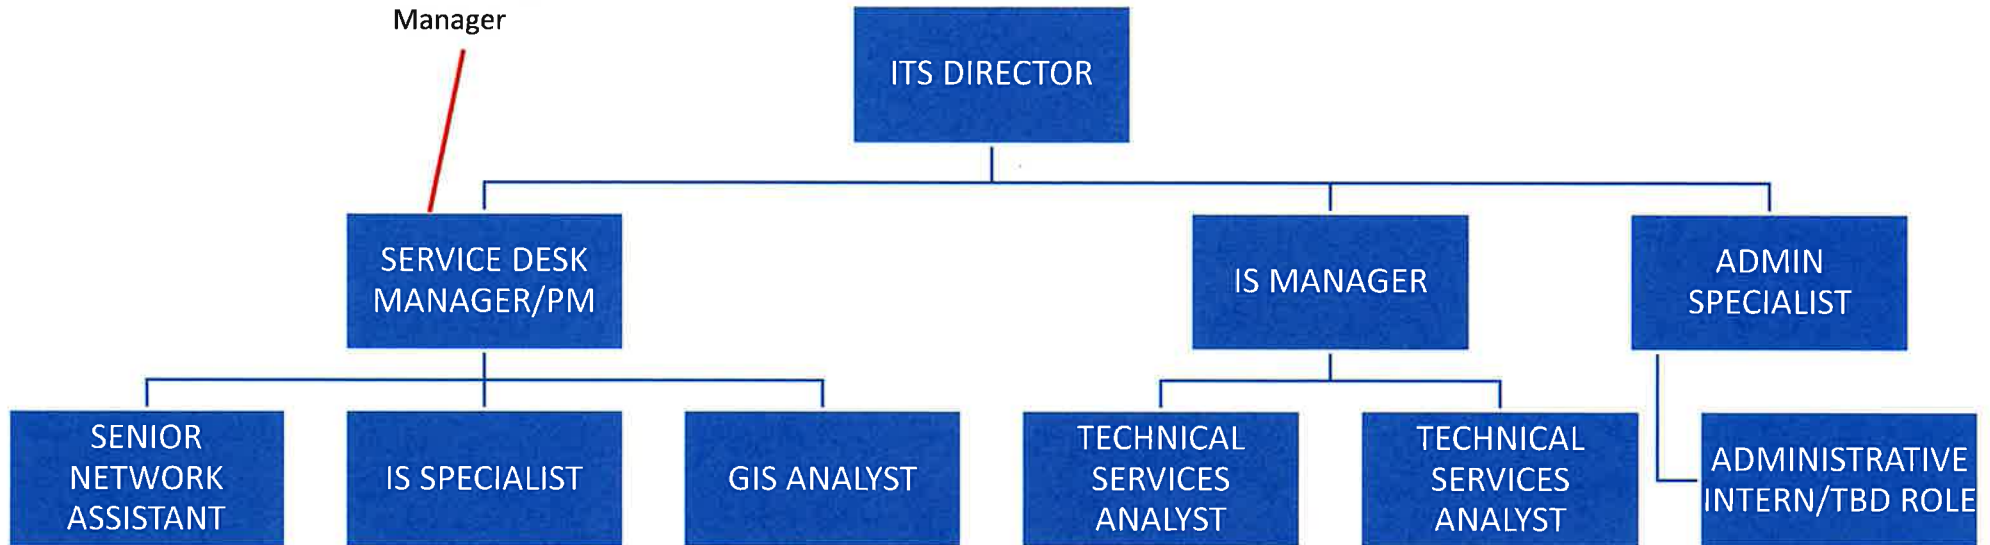 Manager
ITS DIRECTOR
SERVICE DESK
MANAGER/PM
IS MANAGER
ADMIN
SPECIALIST
SENIOR
NETWORK
ASSISTANT
IS SPECIALIST
GIS ANALYST
TECHNICAL
SERVICES
ANALYST
TECHNICAL
SERVICES
ANALYST
ADMINISTRATIVE
INTERN/TBD ROLE